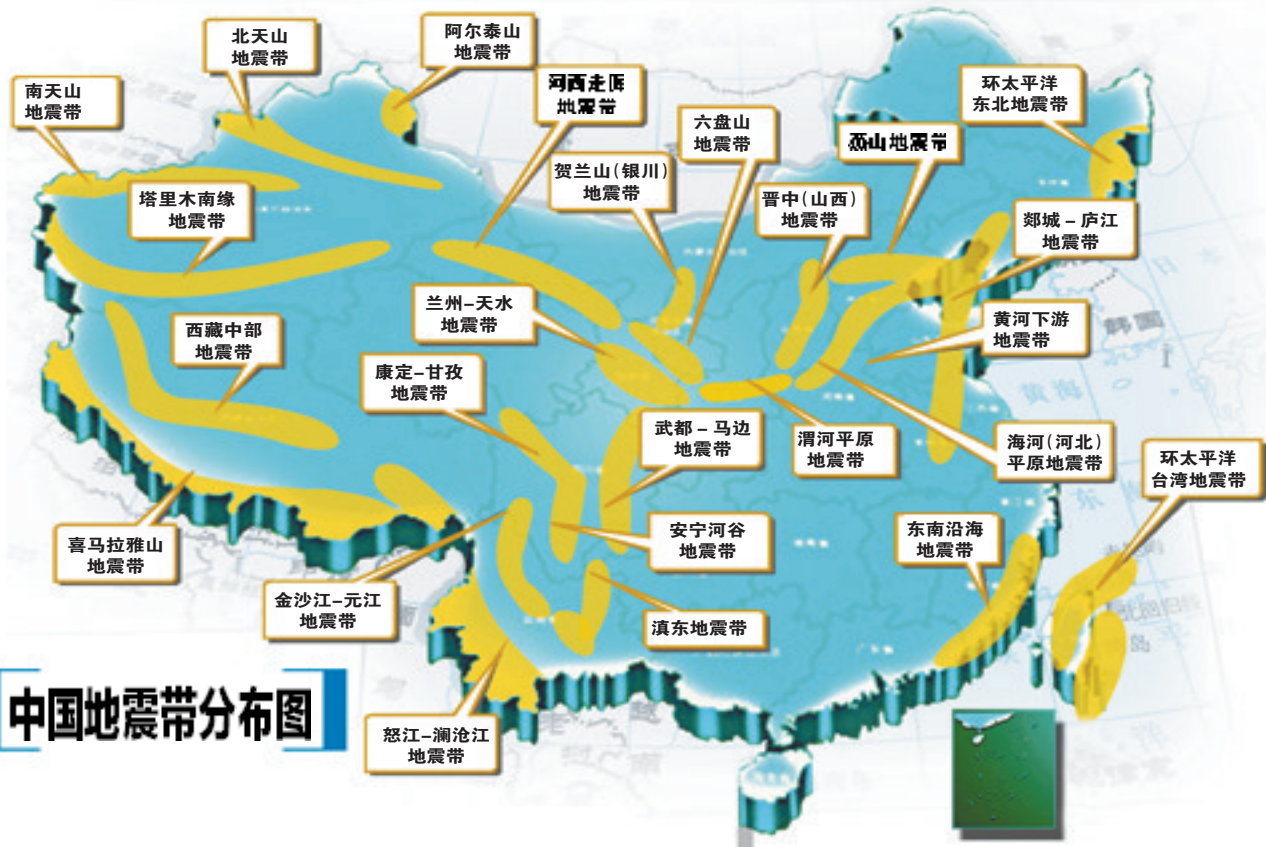 北天山
地震带
阿尔泰山
地震带
南天山
地震带
河西走廊
地震带
六盘山
地震带
燕山地震带
环太平洋
东北地震带
贺兰山(银川)
地震带
晋中(山西)
地震带
塔里木南缘
地震带
郯城-庐江
地震带
兰州-天水
地震带
黄河下游
地震带
西藏中部
地震带
康定-甘孜
地震带
武都-马边
地震带
渭河平原
地震带
海河(河北)
平原地震带
环太平洋
台湾地震带
喜马拉雅山
地震带
安宁河谷
地震带
东南沿海
地震带
金沙江-元江
地震带
滇东地震带
怒江-澜沧江
地震带
中国地震带分布图
韩国
黄海
东